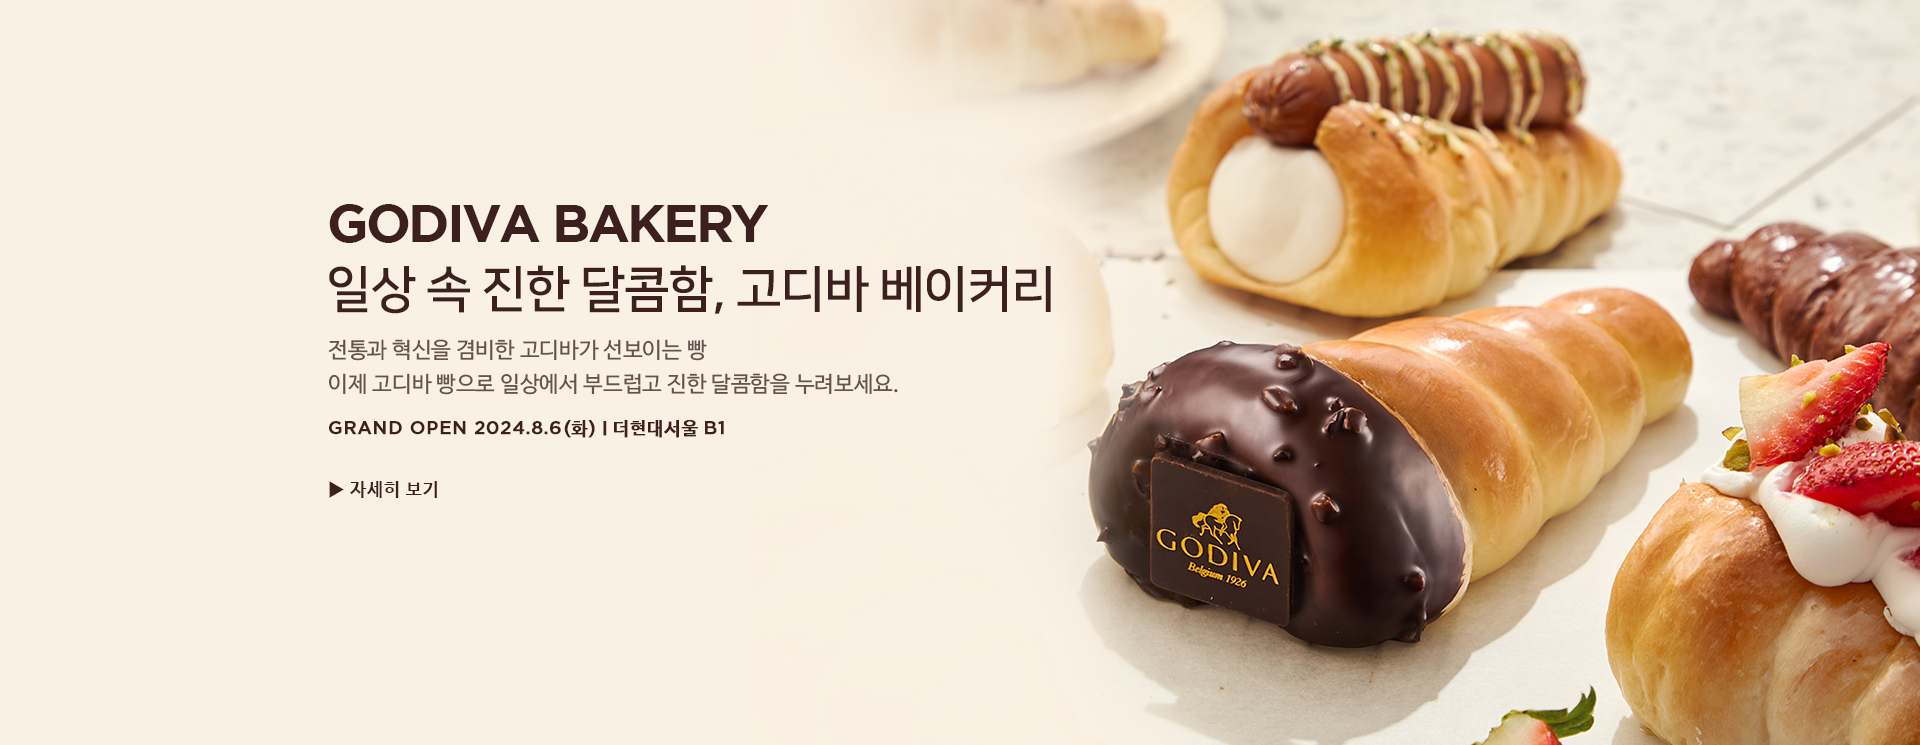 GODIVA BAKERY
일상 속 진한 달콤함, 고디바 베이커리
전통과 혁신을 겸비한 고디바가 선보이는 빵
이제 고디바 빵으로 일상에서 부드럽고 진한 달콤함을 누려보세요.
GRAND OPEN 2024.8.6(화) | 더현대서울 B1
▶ 자세히 보기
GODIVA
Belgium 1926